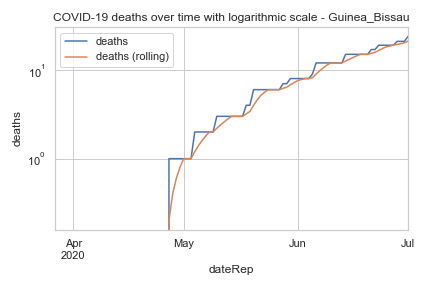 COVID-19 deaths over time with logarithmic scale - Guinea_Bissau
deaths
deaths (rolling)
10¹
10⁰
deaths
Apr
2020
May
Jun
Jul
dateRep